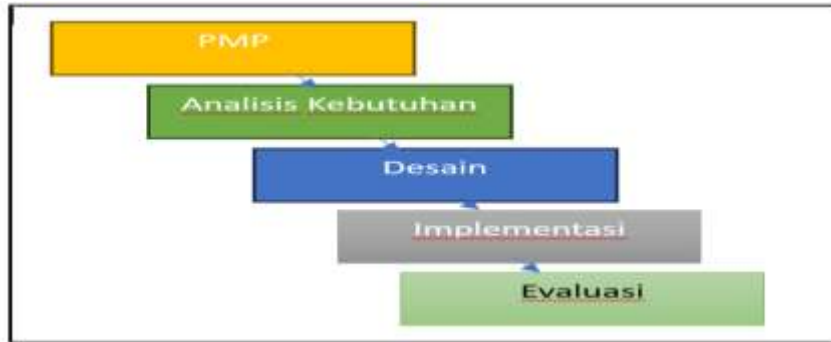 PMP
Analisis Kebutuhan
Desain
Implementasi
Evaluasi